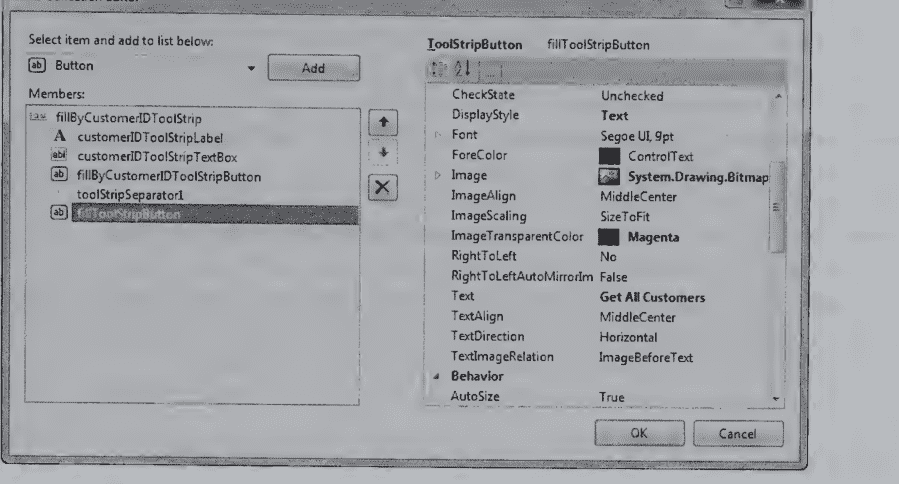 Select item and add to list below:
Button
Add
Members:
fillByCustomerIDToolStrip
A customerIDToolStripLabel
customerIDToolStripTextBox
fillByCustomerIDToolStripButton
toolStripSeparator1
fillToolStripButton
ToolStripButton fillToolStripButton
CheckState Unchecked
DisplayStyle Text
Font Segoe UI, 9pt
ForeColor ControlText
Image System.Drawing.Bitmap
ImageAlign MiddleCenter
ImageScaling SizeToFit
ImageTransparentColor Magenta
RightToLeft No
RightToLeftAutoMirrorIm False
Text Get All Customers
TextAlign MiddleCenter
TextDirection Horizontal
TextImageRelation ImageBeforeText
Behavior
AutoSize True
OK Cancel